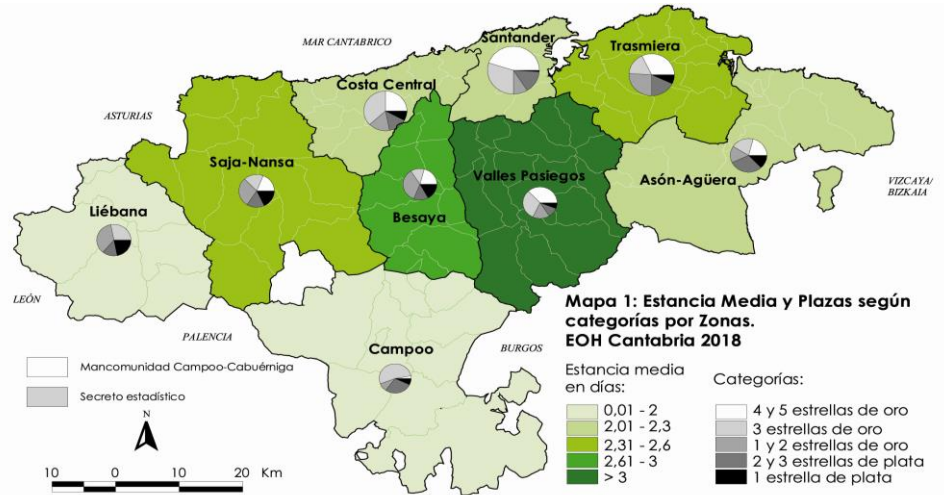 MAR CANTABRICO
Santander
Trasmiera
Costa Central
ASTURIAS
Saja-Nansa
Valles Pasiegos
Asón-Agüera
VIZCAYA/
BIZKAIA
Liébana
Besaya
LEÓN
PALENCIA
BURGOS
Campoo
Mapa 1: Estancia Media y Plazas según
categorías por Zonas.
EOH Cantabria 2018
Mancomunidad Campoo-Cabuérniga
Secreto estadístico
N
10 0 10 20 Km
Estancia media
en días:
0,01 - 2
2,01 - 2,3
2,31 - 2,6
2,61 - 3
> 3
Categorías:
4 y 5 estrellas de oro
3 estrellas de oro
1 y 2 estrellas de oro
2 y 3 estrellas de plata
1 estrella de plata